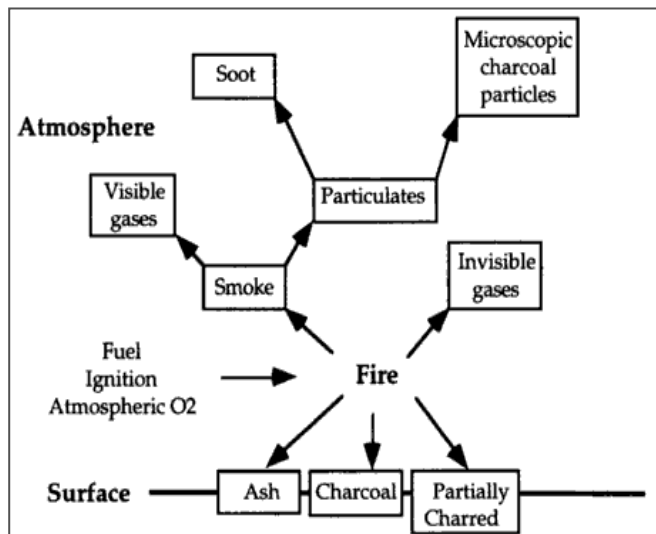 Soot
Microscopic
charcoal
particles
Atmosphere
Visible
gases
Particulates
Smoke
Invisible
gases
Fuel
Ignition
Atmospheric O2
Fire
Surface
Ash
Charcoal
Partially
Charred